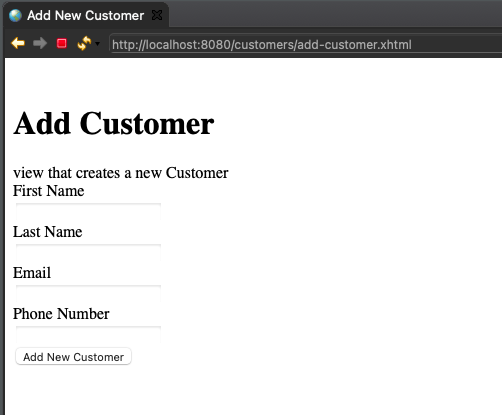 Add New Customer
http://localhost:8080/customers/add-customer.xhtml
Add Customer
view that creates a new Customer
First Name
Last Name
Email
Phone Number
Add New Customer